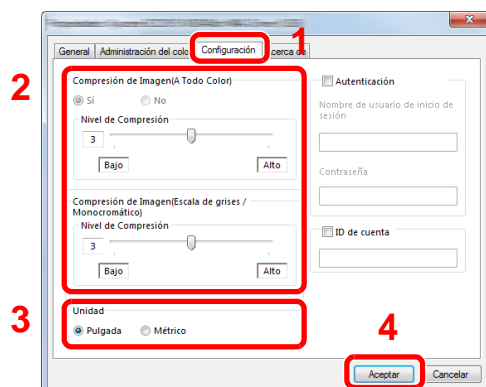 1
General Administración del colo Configuración cerca de
2
Compresión de Imagen(A Todo Color)
Sí No
Nivel de Compresión
3
Bajo Alto
Compresión de Imagen(Escala de grises /
Monocromático)
Nivel de Compresión
3
Bajo Alto
Autenticación
Nombre de usuario de inicio de
sesión
Contraseña
ID de cuenta
3
Unidad
Pulgada Métrico
4
Aceptar Cancelar